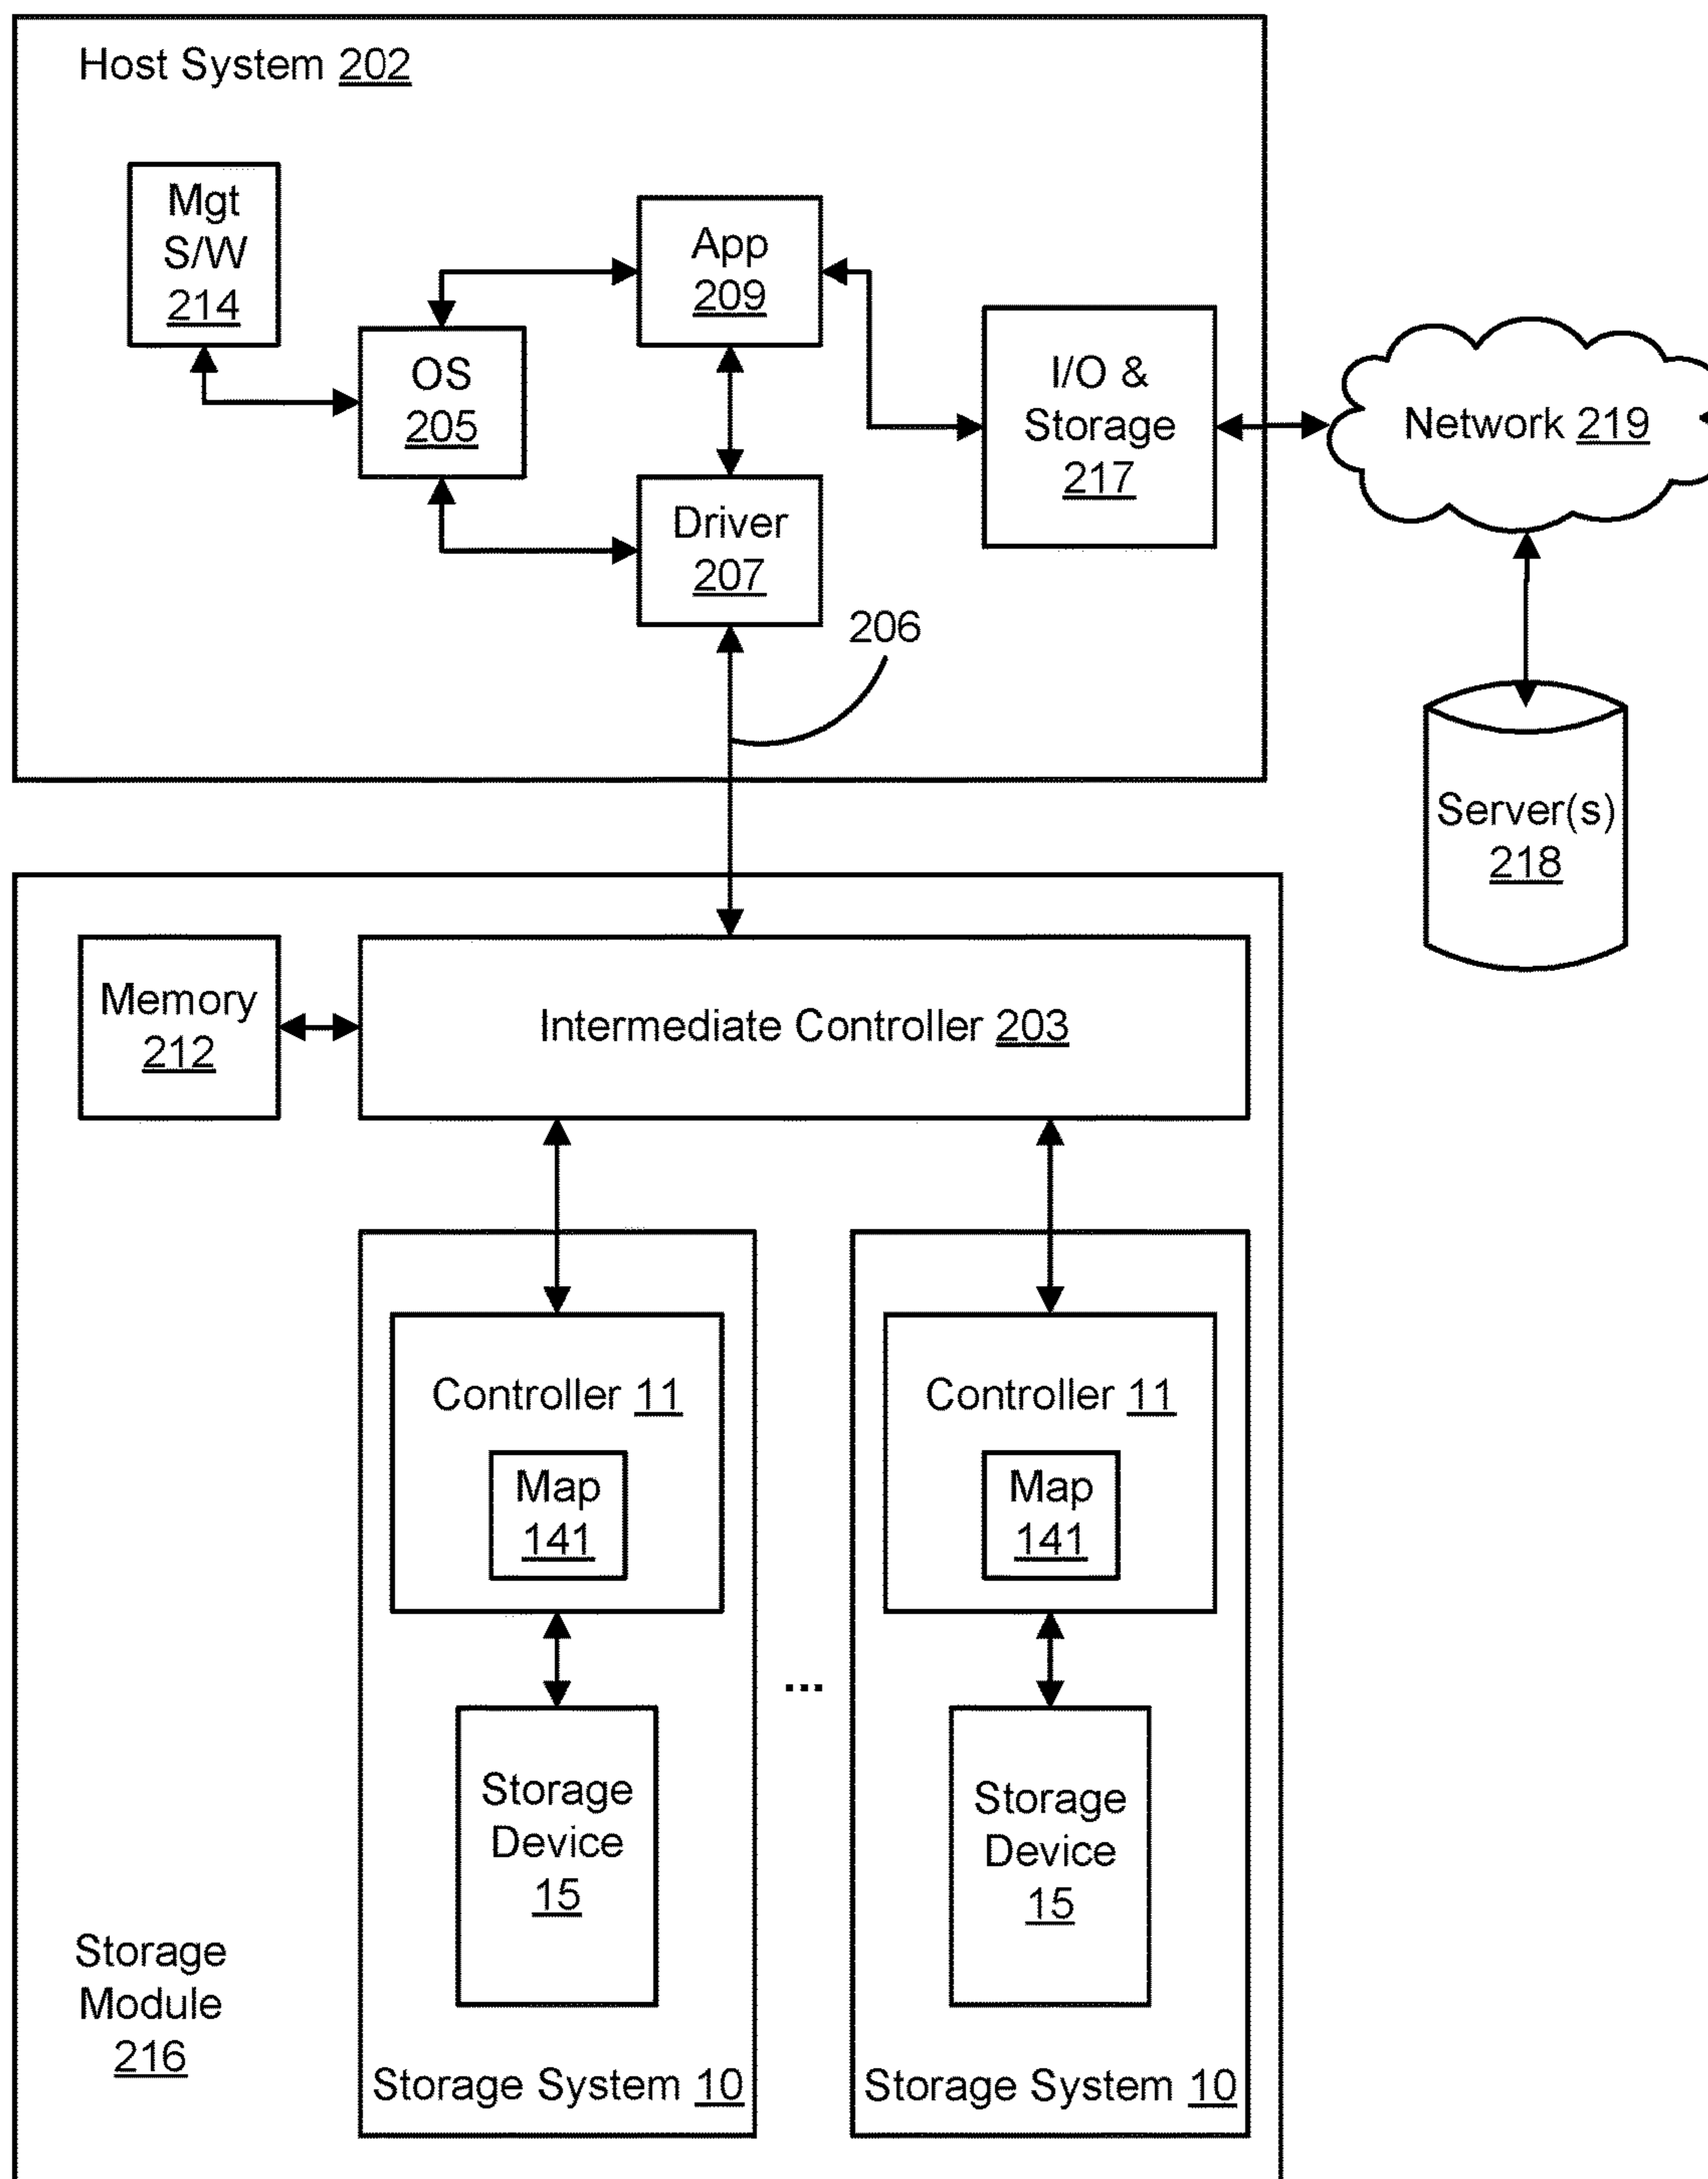 Host System 202
Mgt
S/W
214
App
209
OS
205
I/O &
Storage
217
Network 219
Driver
207
206
Server(s)
218
Memory
212
Intermediate Controller 203
Controller 11
Map
141
Storage
Device
15
Storage System 10
...
Controller 11
Map
141
Storage
Device
15
Storage System 10
Storage
Module
216